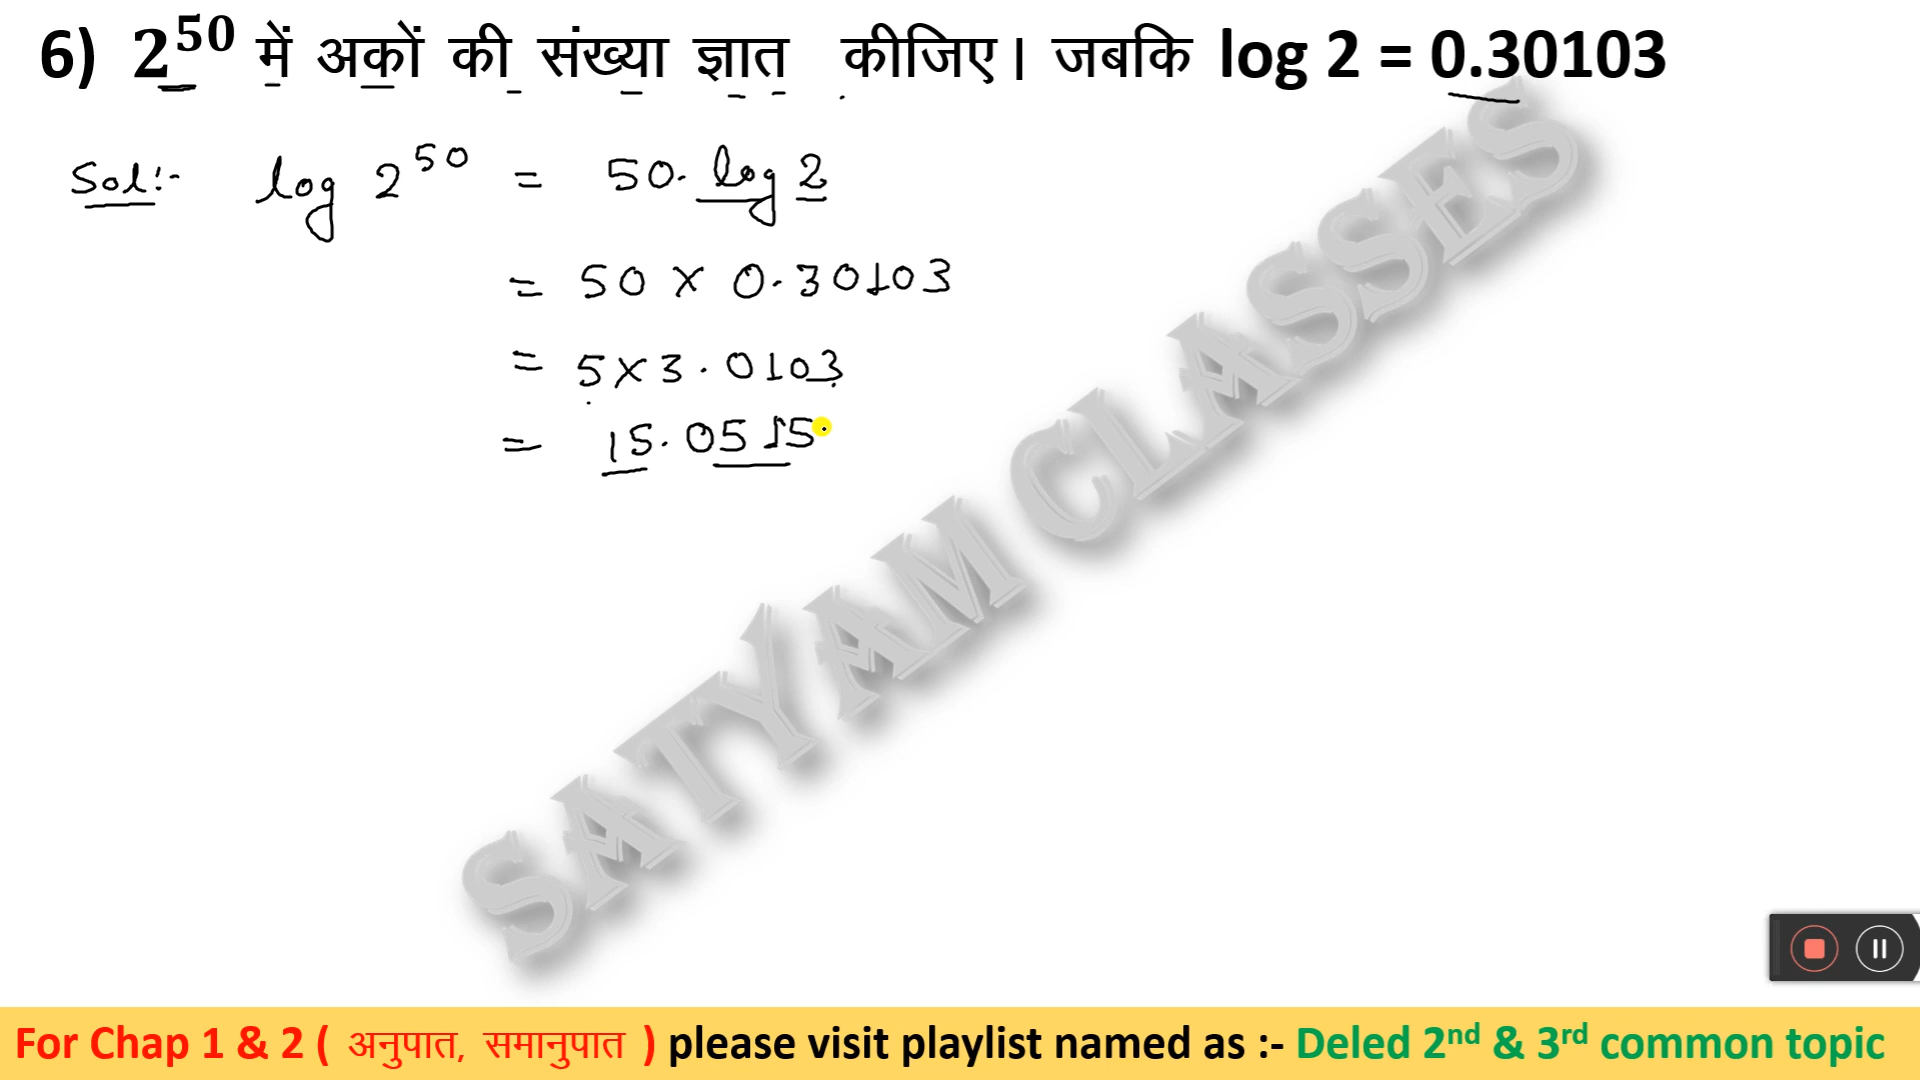 6) 2⁵⁰ में अकों की संख्या ज्ञात कीजिए। जबकि log 2 = 0.30103
Sol:- log 2⁵⁰ = 50. log 2
= 50 × 0.30103
= 5 × 3.0103
= 15.0515
SATYAM CLASSES
For Chap 1 & 2 ( अनुपात, समानुपात ) please visit playlist named as :- Deled 2nd & 3rd common topic